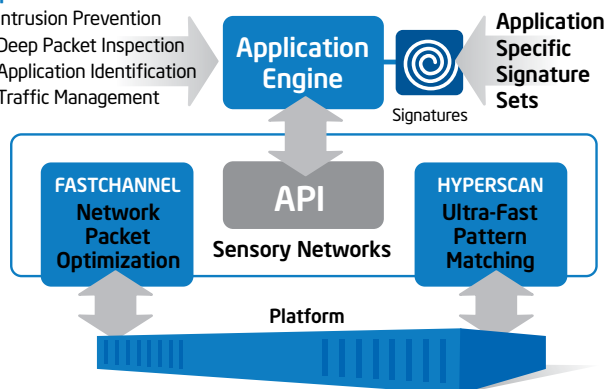 Intrusion Prevention
Deep Packet Inspection
Application Identification
Traffic Management
Application
Engine
Signatures
Application
Specific
Signature
Sets
FASTCHANNEL
Network
Packet
Optimization
API
Sensory Networks
HYPERSCAN
Ultra-Fast
Pattern
Matching
Platform